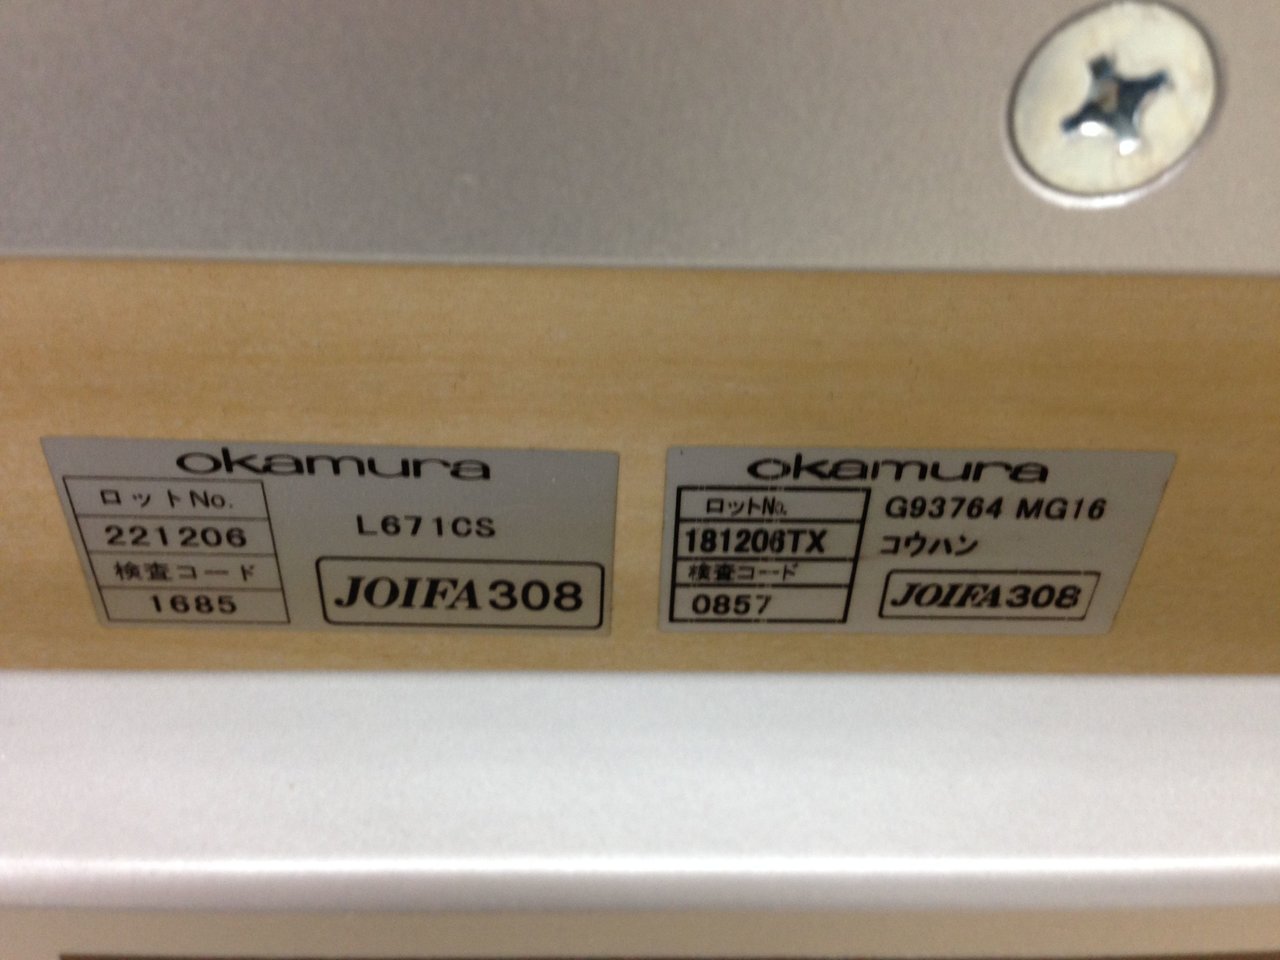 okamura
ロットNo.
221206
検査コード
1685
L671CS
JOIFA308
okamura
ロットNo.
181206TX
検査コード
0857
G93764 MG16
コウハン
JOIFA308